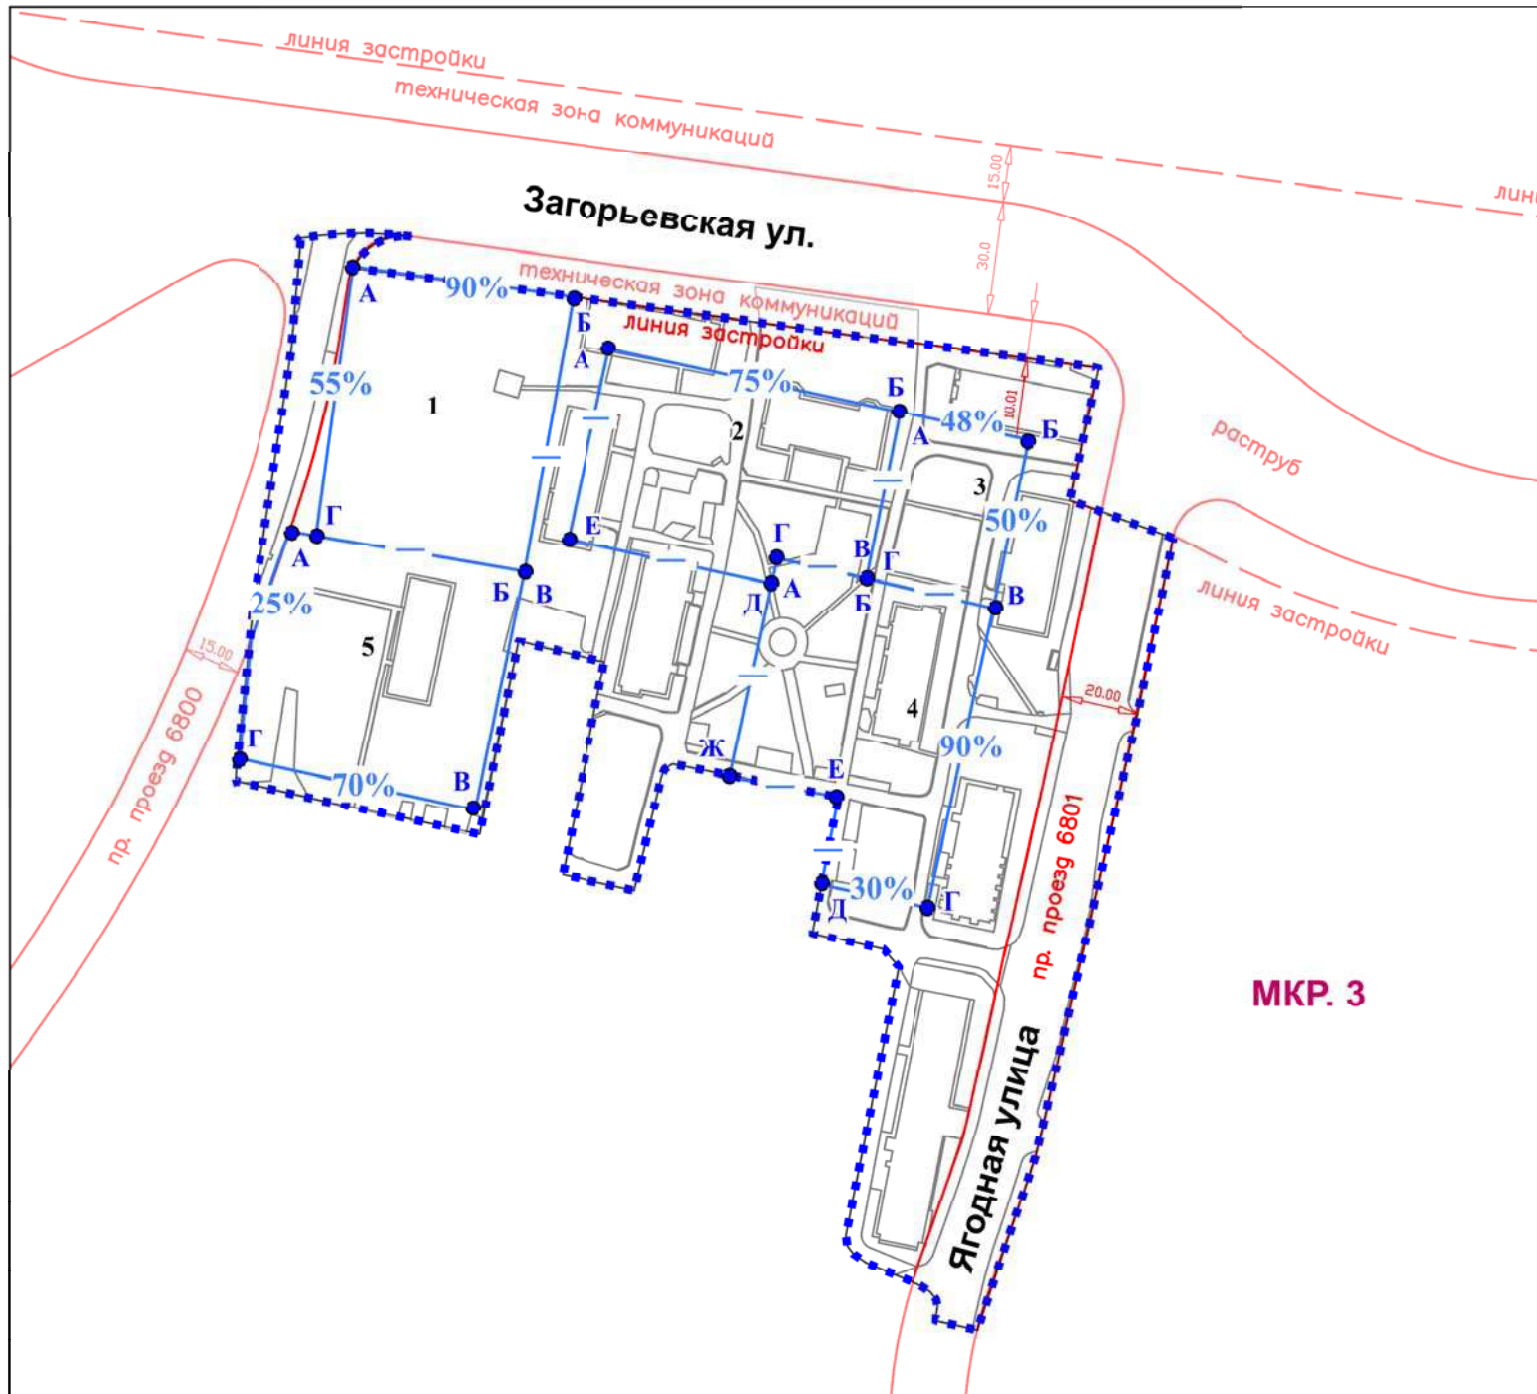 линия застройки
техническая зона коммуникаций
15.00
лин
Загорьевская ул.
30.0
техническая зона коммуникаций
А
90%
Б
линия застройки
А
55%
1
75%
Б
48%
10.01
Б
А
2
раструб
3
50%
Г
Е
Г
В
Г
А
Б
В
Д
А
Б
В
25%
линия застройки
15.00
5
20.00
4
пр. проезд 6800
Г
70%
В
Ж
Е
90%
30%
Д
Г
пр. проезд 6801
МКР. 3
Ягодная улица